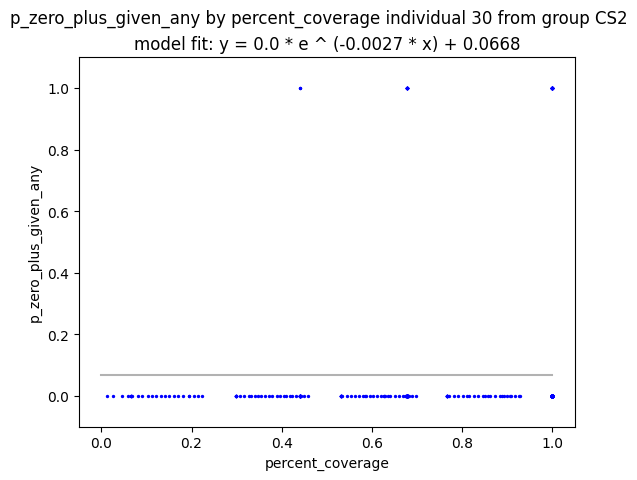 p_zero_plus_given_any by percent_coverage individual 30 from group CS2
model fit: y = 0.0 * e ^ (-0.0027 * x) + 0.0668
1.0
0.8
0.6
0.4
0.2
0.0
p_zero_plus_given_any
0.0 0.2 0.4 0.6 0.8 1.0
percent_coverage